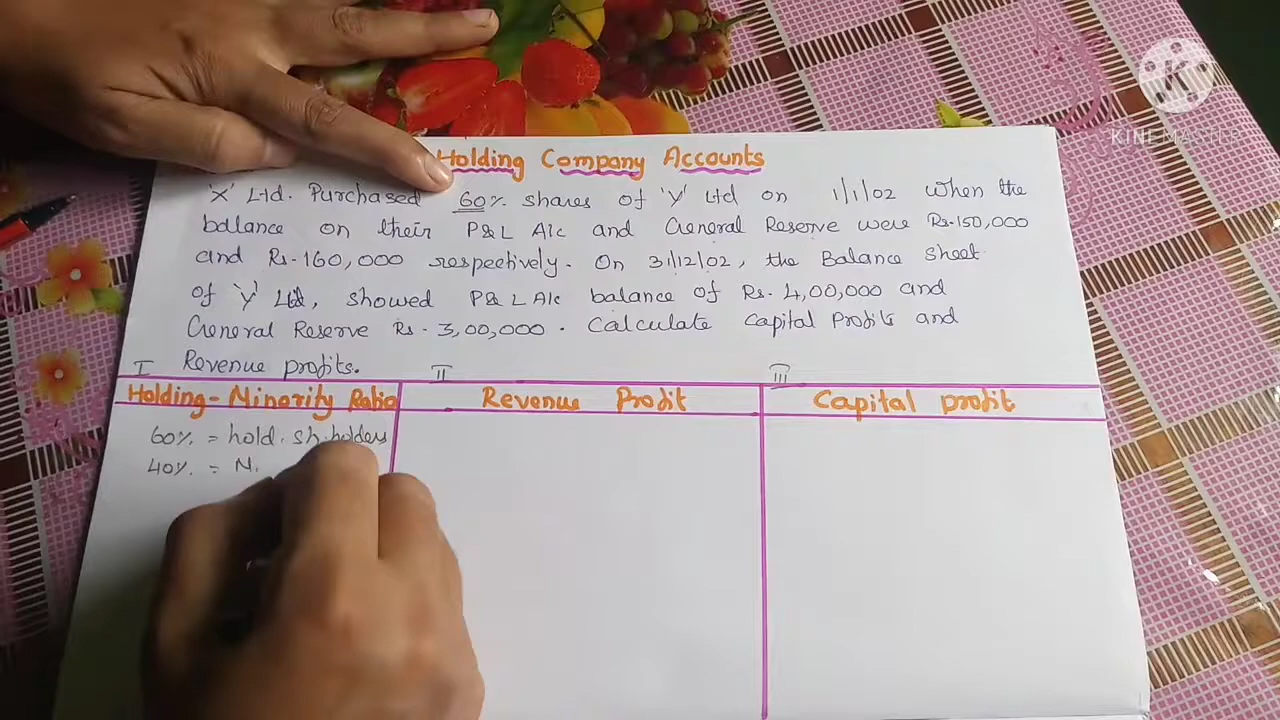 Holding Company Accounts
'X' Ltd. Purchased 60% shares of 'Y' Ltd on 1/1/02 when the
balance on their P&L A/c and General Reserve were Rs.150,000
and Rs.160,000 respectively. On 31/12/02, the Balance Sheet
of 'Y' Ltd, showed P&L A/c balance of Rs. 4,00,000 and
General Reserve Rs. 3,00,000. Calculate Capital Profits and
Revenue profits.
I II III
Holding-Minority Ratio Revenue Profit Capital profit
60% = hold. sh.holders
40% = N.
KINEMASTER